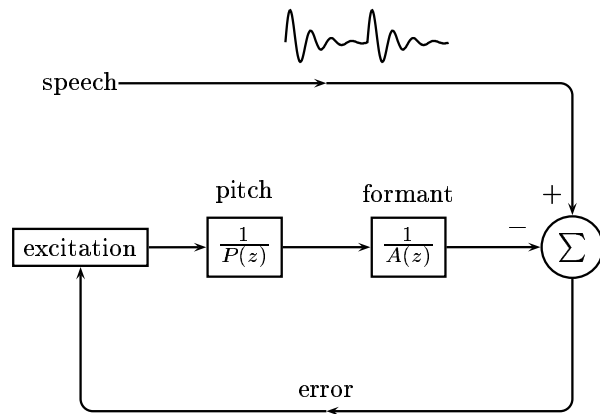 speech
pitch
formant
+
−
excitation
1
P(z)
1
A(z)
∑
error